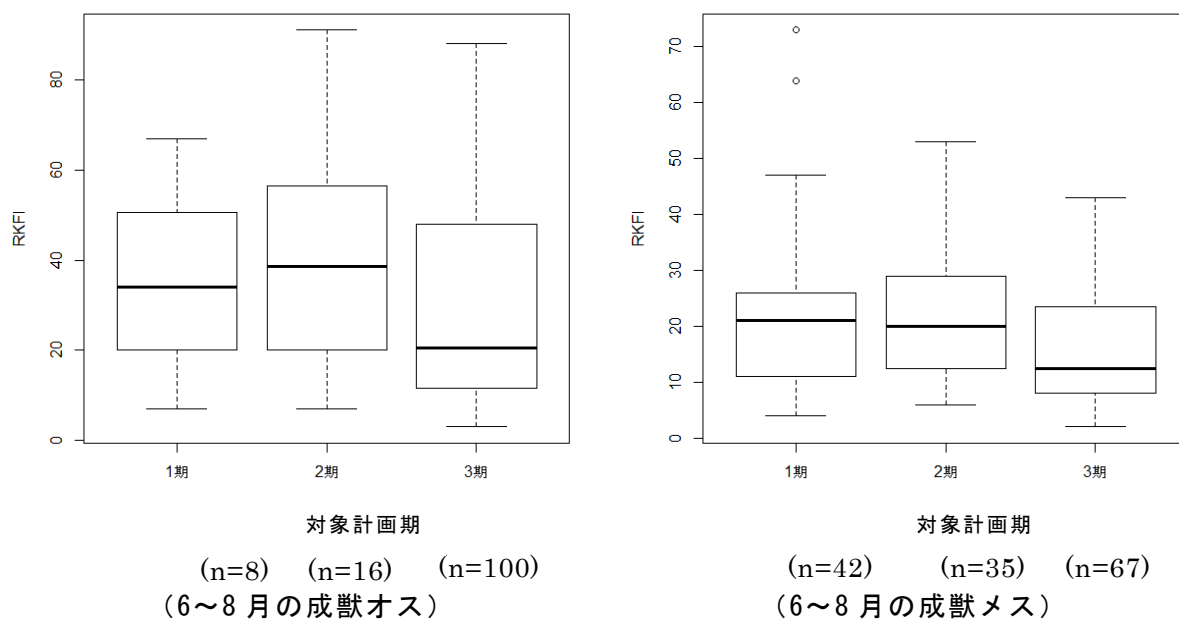 RKFI
80
60
40
20
0
1期 2期 3期
対象計画期
(n=8) (n=16) (n=100)
(6～8月の成獣オス)
RKFI
70
60
50
40
30
20
10
0
1期 2期 3期
対象計画期
(n=42) (n=35) (n=67)
(6～8月の成獣メス)